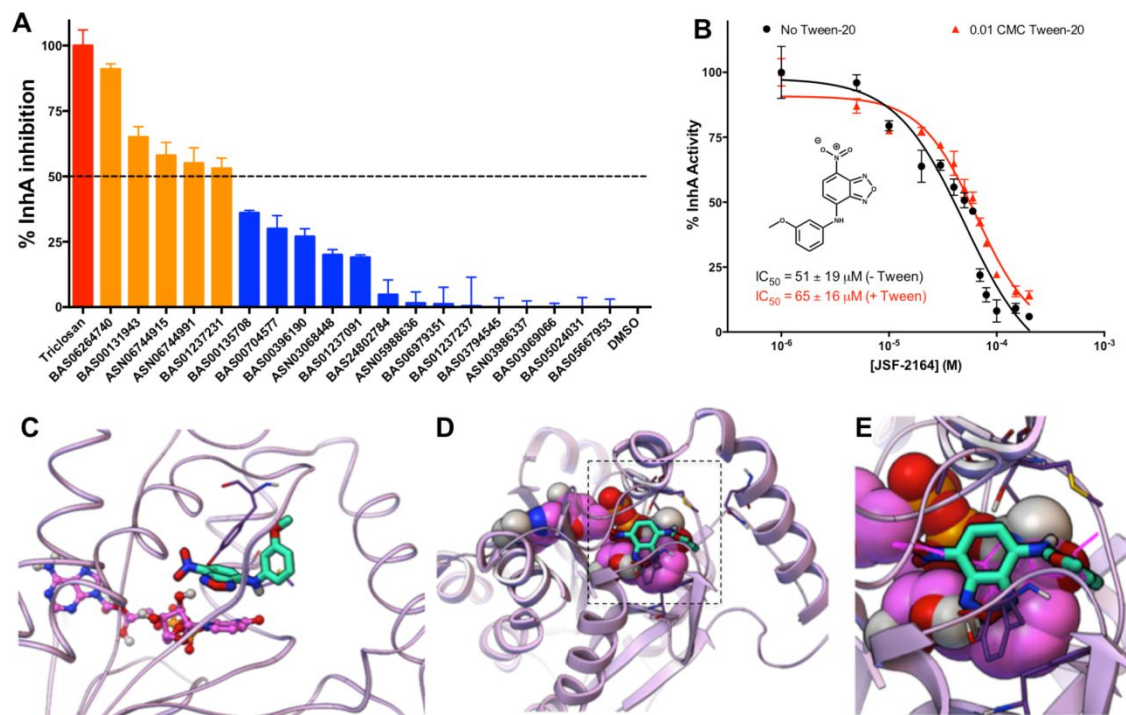 A
% InhA inhibition
100
75
50
25
0
Triclosan
BAS06264740
BAS00131943
ASN06744915
ASN06744991
BAS01237231
BAS00135708
BAS00704577
BAS00396190
ASN03068448
BAS01237091
BAS24802784
ASN05988636
BAS06979351
BAS01237237
BAS03794545
ASN03986337
BAS03069066
BAS05024031
BAS05667953
DMSO
B
No Tween-20
0.01 CMC Tween-20
% InhA Activity
100
75
50
25
0
O
O
N
N
O
N
NH
O
IC50 = 51 ± 19 μM (- Tween)
IC50 = 65 ± 16 μM (+ Tween)
10-6
10-5
10-4
10-3
[JSF-2164] (M)
C
D
E